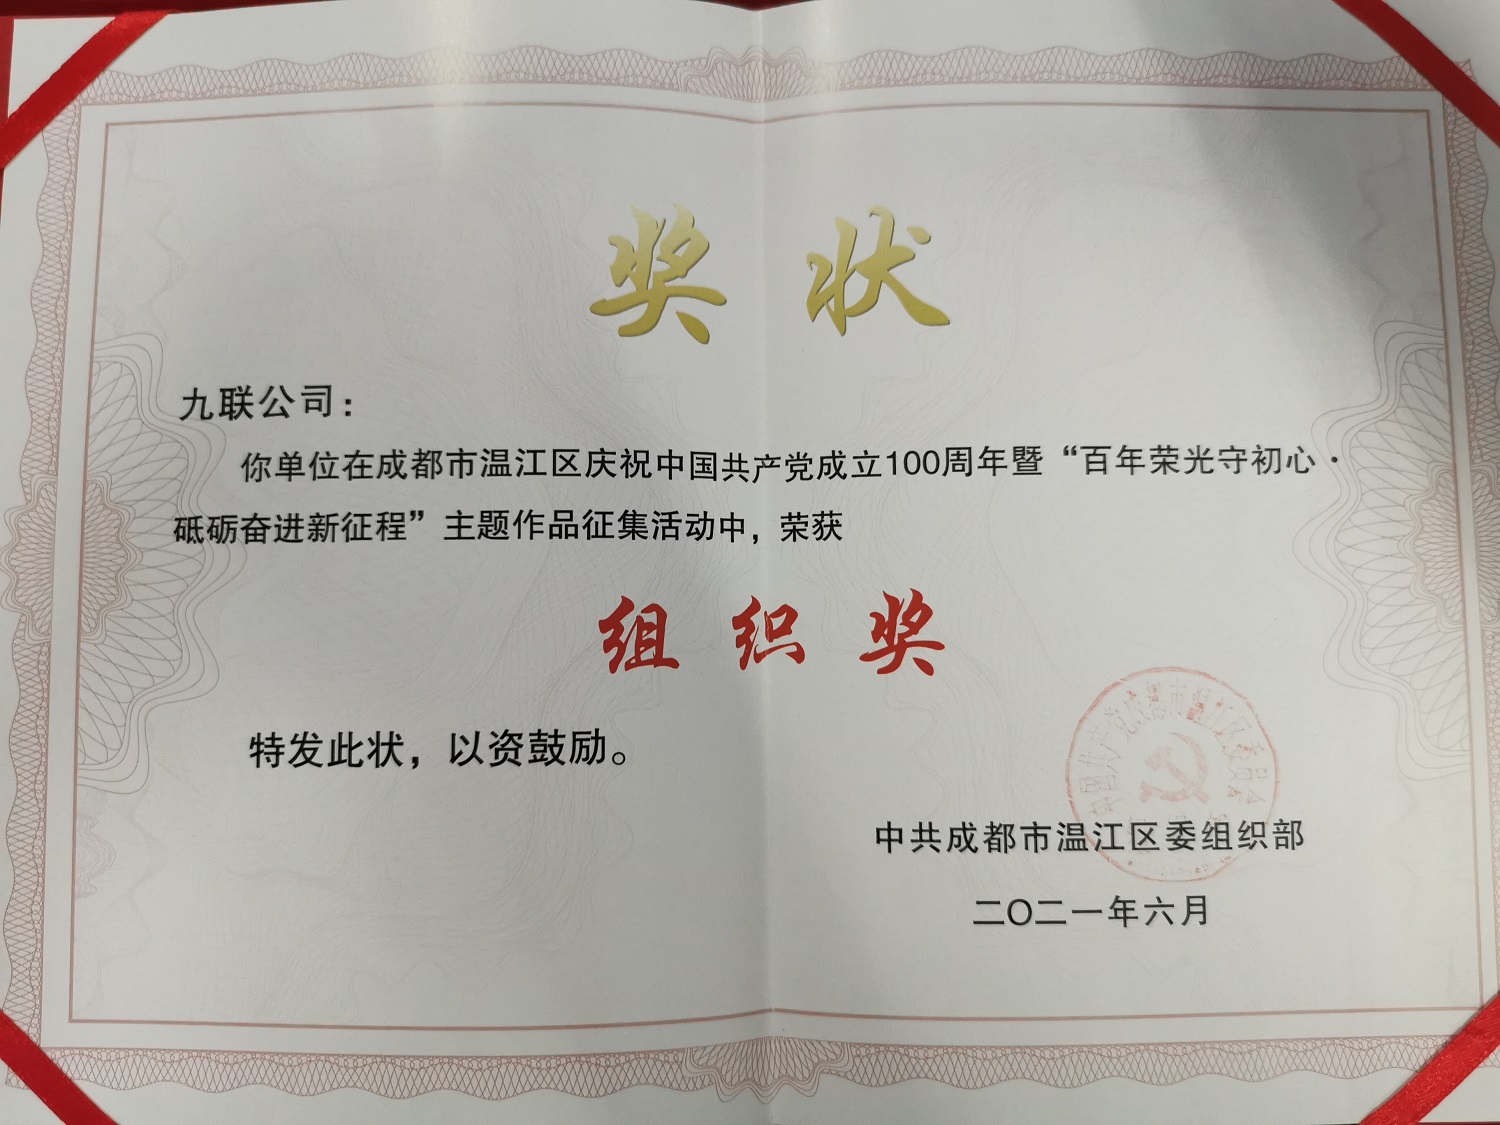 奖状
九联公司：
你单位在成都市温江区庆祝中国共产党成立100周年暨“百年荣光守初心·
砥砺奋进新征程”主题作品征集活动中，荣获
组织奖
特发此状，以资鼓励。
中共成都市温江区委组织部
二〇二一年六月